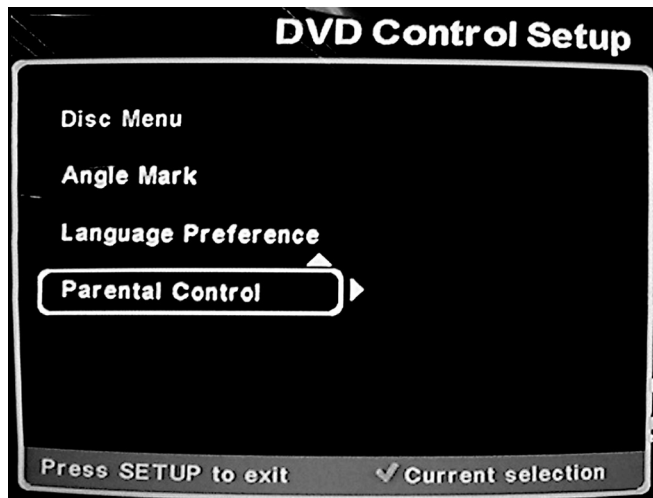 DVD Control Setup
Disc Menu
Angle Mark
Language Preference
Parental Control
Press SETUP to exit
Current selection